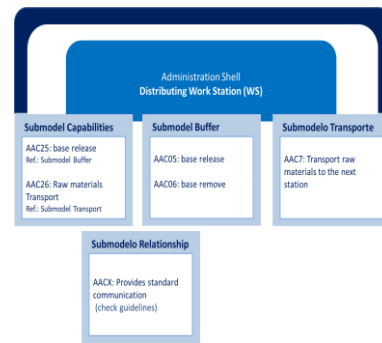 Administration Shell
Distributing Work Station (WS)
Submodel Capabilities
AAC25: base release
Ref.: Submodel Buffer
AAC26: Raw materials
Transport
Ref.: Submodel Transport
Submodel Buffer
AAC05: base release
AAC06: base remove
Submodelo Transporte
AAC7: Transport raw
materials to the next
station
Submodelo Relationship
AACX: Provides standard
communication
(check guidelines)